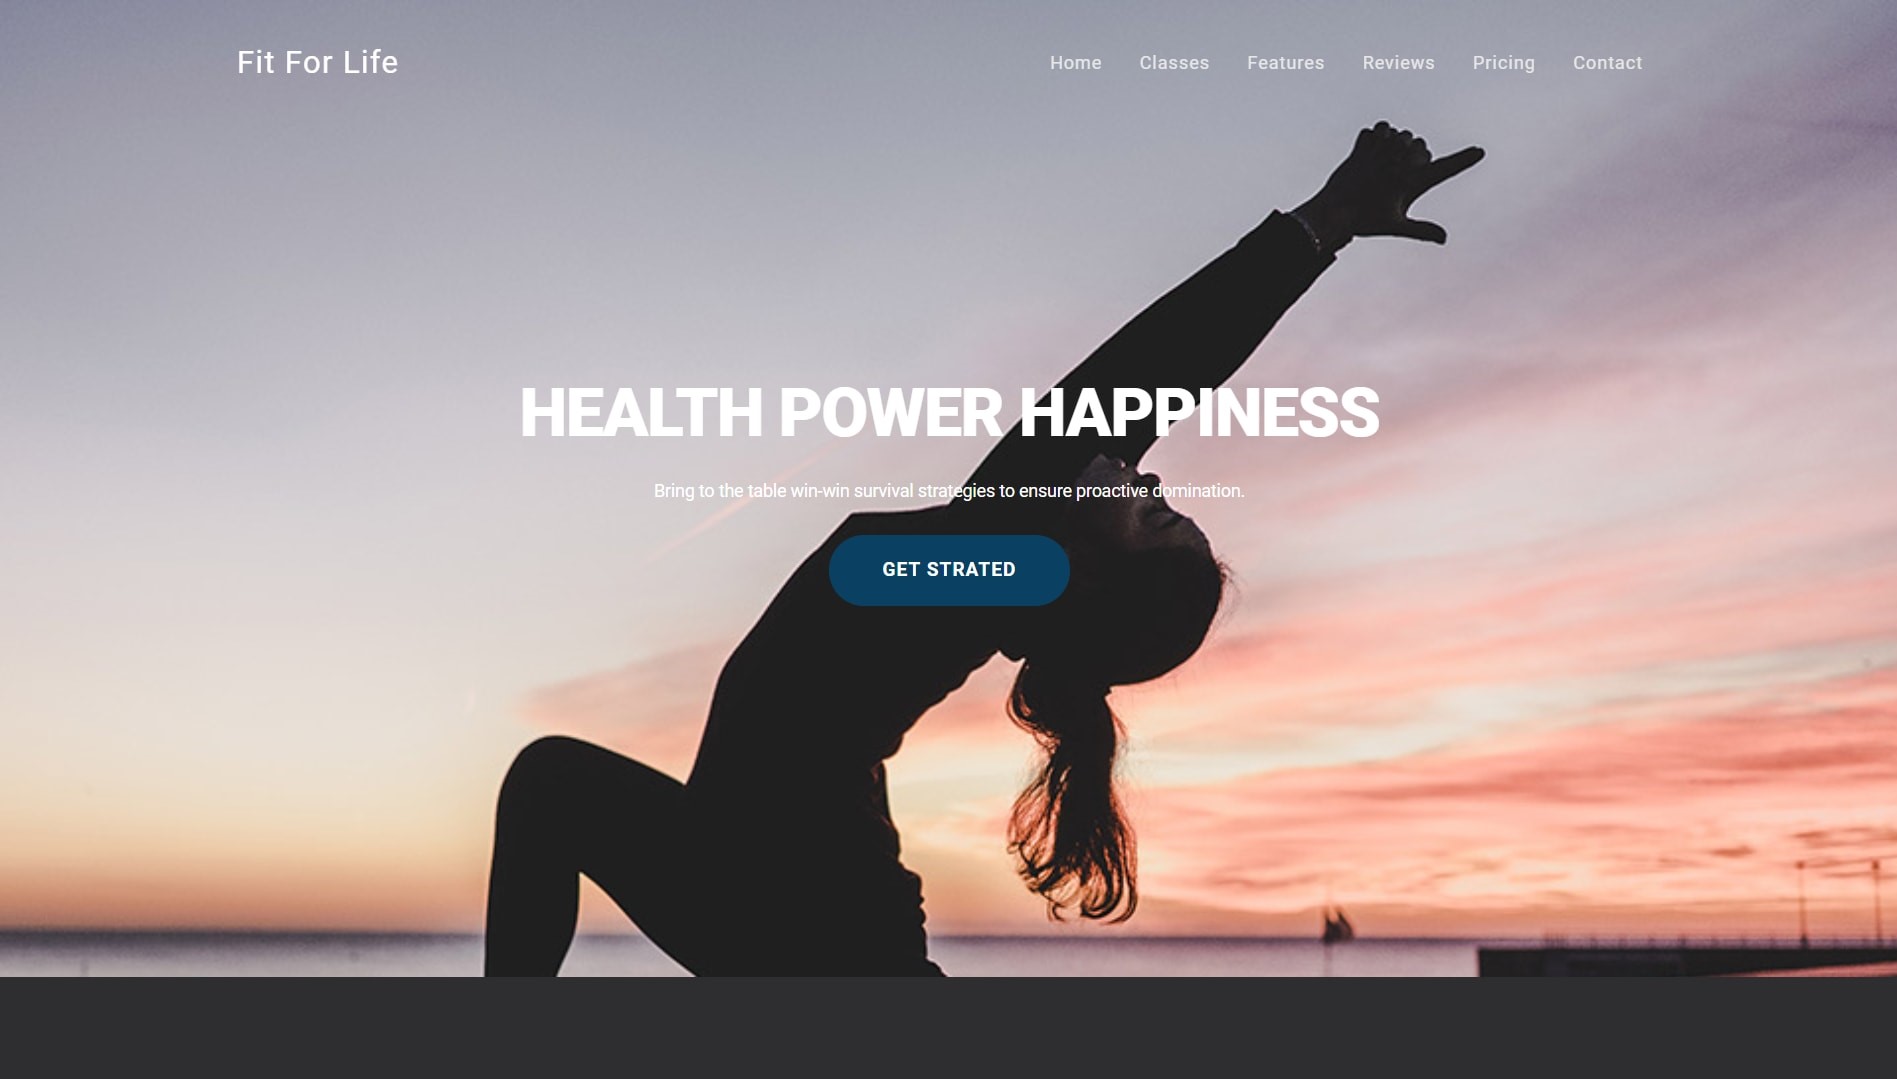 Fit For Life
Home Classes Features Reviews Pricing Contact
HEALTH POWER HAPPINESS
Bring to the table win-win survival strategies to ensure proactive domination.
GET STRATED